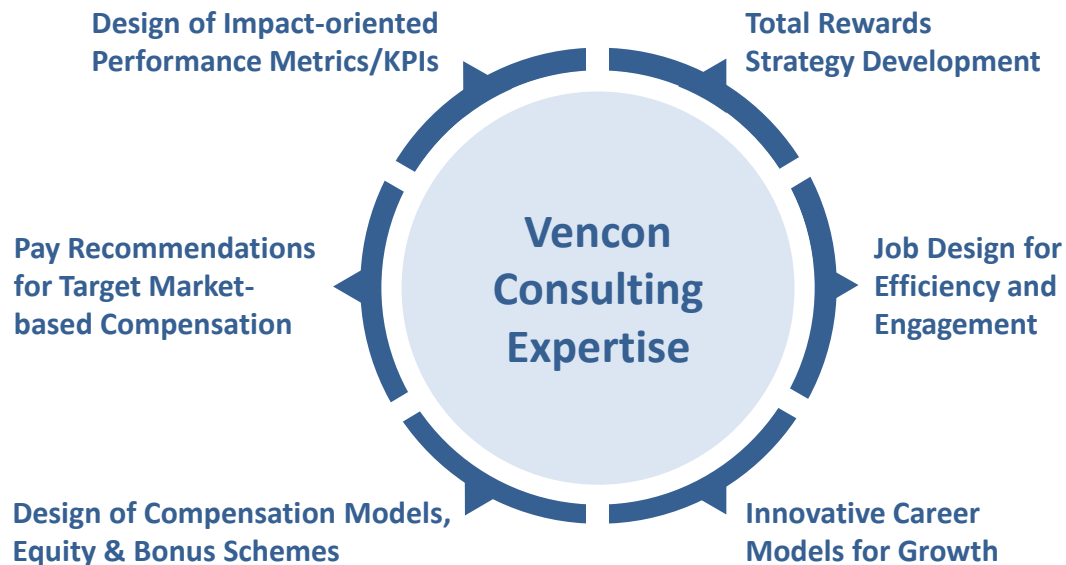 Design of Impact-oriented
Performance Metrics/KPIs
Total Rewards
Strategy Development
Pay Recommendations
for Target Market-
based Compensation
Vencon
Consulting
Expertise
Job Design for
Efficiency and
Engagement
Design of Compensation Models,
Equity & Bonus Schemes
Innovative Career
Models for Growth